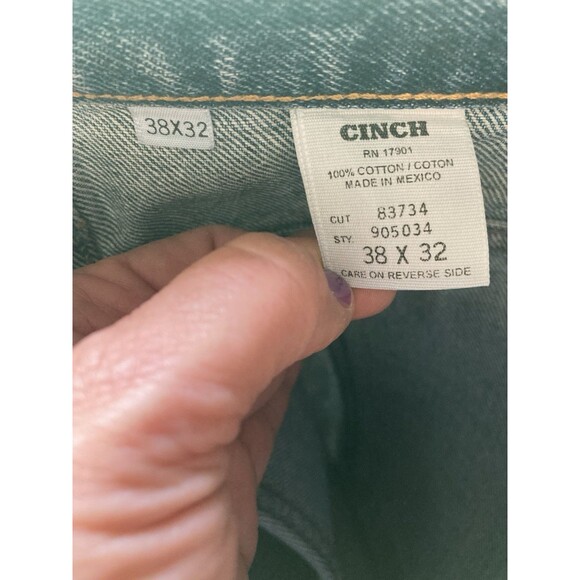 38X32
CINCH
RN 17901
100% COTTON / COTON
MADE IN MEXICO
CUT 83734
STY. 905034
38 X 32
CARE ON REVERSE SIDE